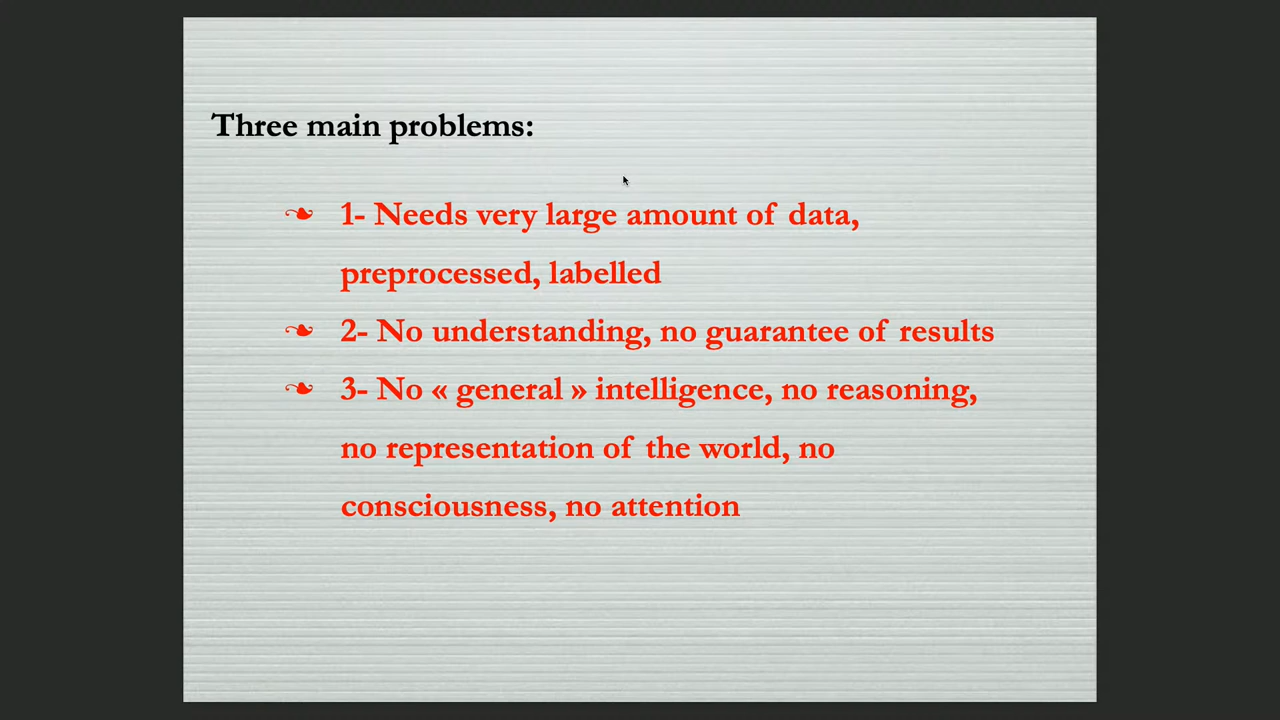 Three main problems:
1- Needs very large amount of data,
preprocessed, labelled
2- No understanding, no guarantee of results
3- No « general » intelligence, no reasoning,
no representation of the world, no
consciousness, no attention